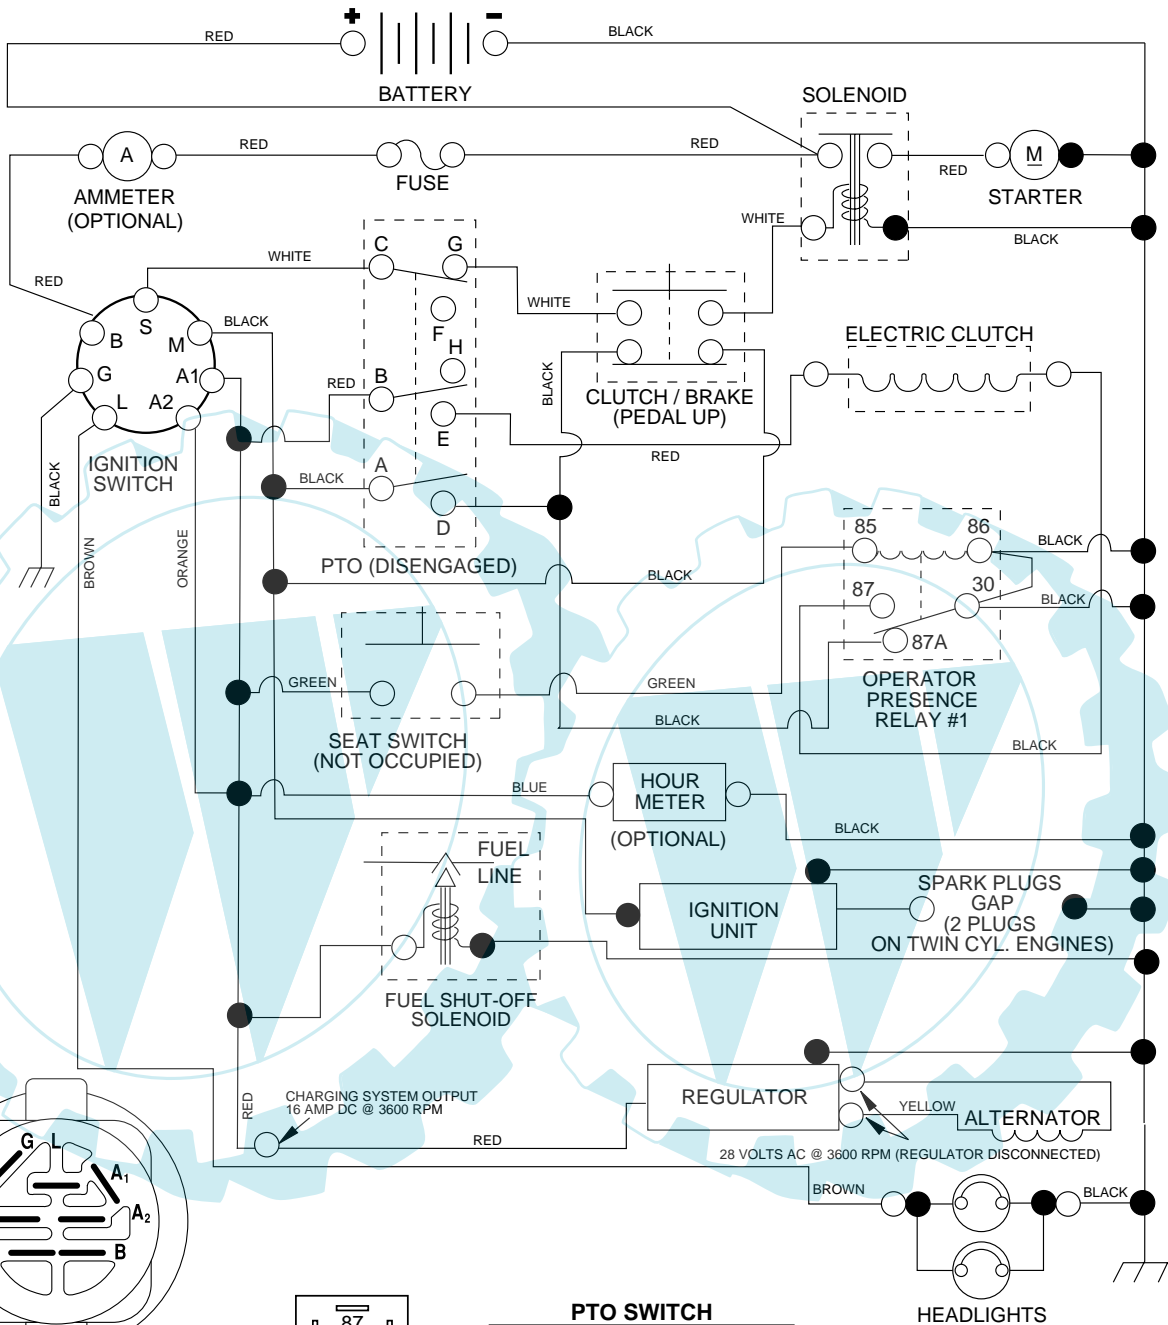 +
-
RED
BLACK
BATTERY
SOLENOID
A
RED
RED
RED
M
AMMETER
(OPTIONAL)
FUSE
STARTER
WHITE
BLACK
WHITE
C
G
RED
WHITE
S
BLACK
F
B
M
ELECTRIC CLUTCH
H
G
A1
B
RED
BLACK
L
A2
CLUTCH / BRAKE
(PEDAL UP)
E
RED
IGNITION
SWITCH
A
BLACK
BLACK
D
85
86
BLACK
BROWN
ORANGE
PTO (DISENGAGED)
BLACK
87
30
BLACK
87A
GREEN
GREEN
OPERATOR
PRESENCE
RELAY #1
BLACK
SEAT SWITCH
(NOT OCCUPIED)
BLACK
BLUE
HOUR
METER
(OPTIONAL)
BLACK
FUEL
LINE
IGNITION
UNIT
SPARK PLUGS
GAP
(2 PLUGS
ON TWIN CYL. ENGINES)
FUEL SHUT-OFF
SOLENOID
RED
CHARGING SYSTEM OUTPUT
16 AMP DC @ 3600 RPM
REGULATOR
YELLOW
ALTERNATOR
RED
28 VOLTS AC @ 3600 RPM (REGULATOR DISCONNECTED)
G
L
A1
A2
B
BROWN
BLACK
HEADLIGHTS
87
PTO SWITCH